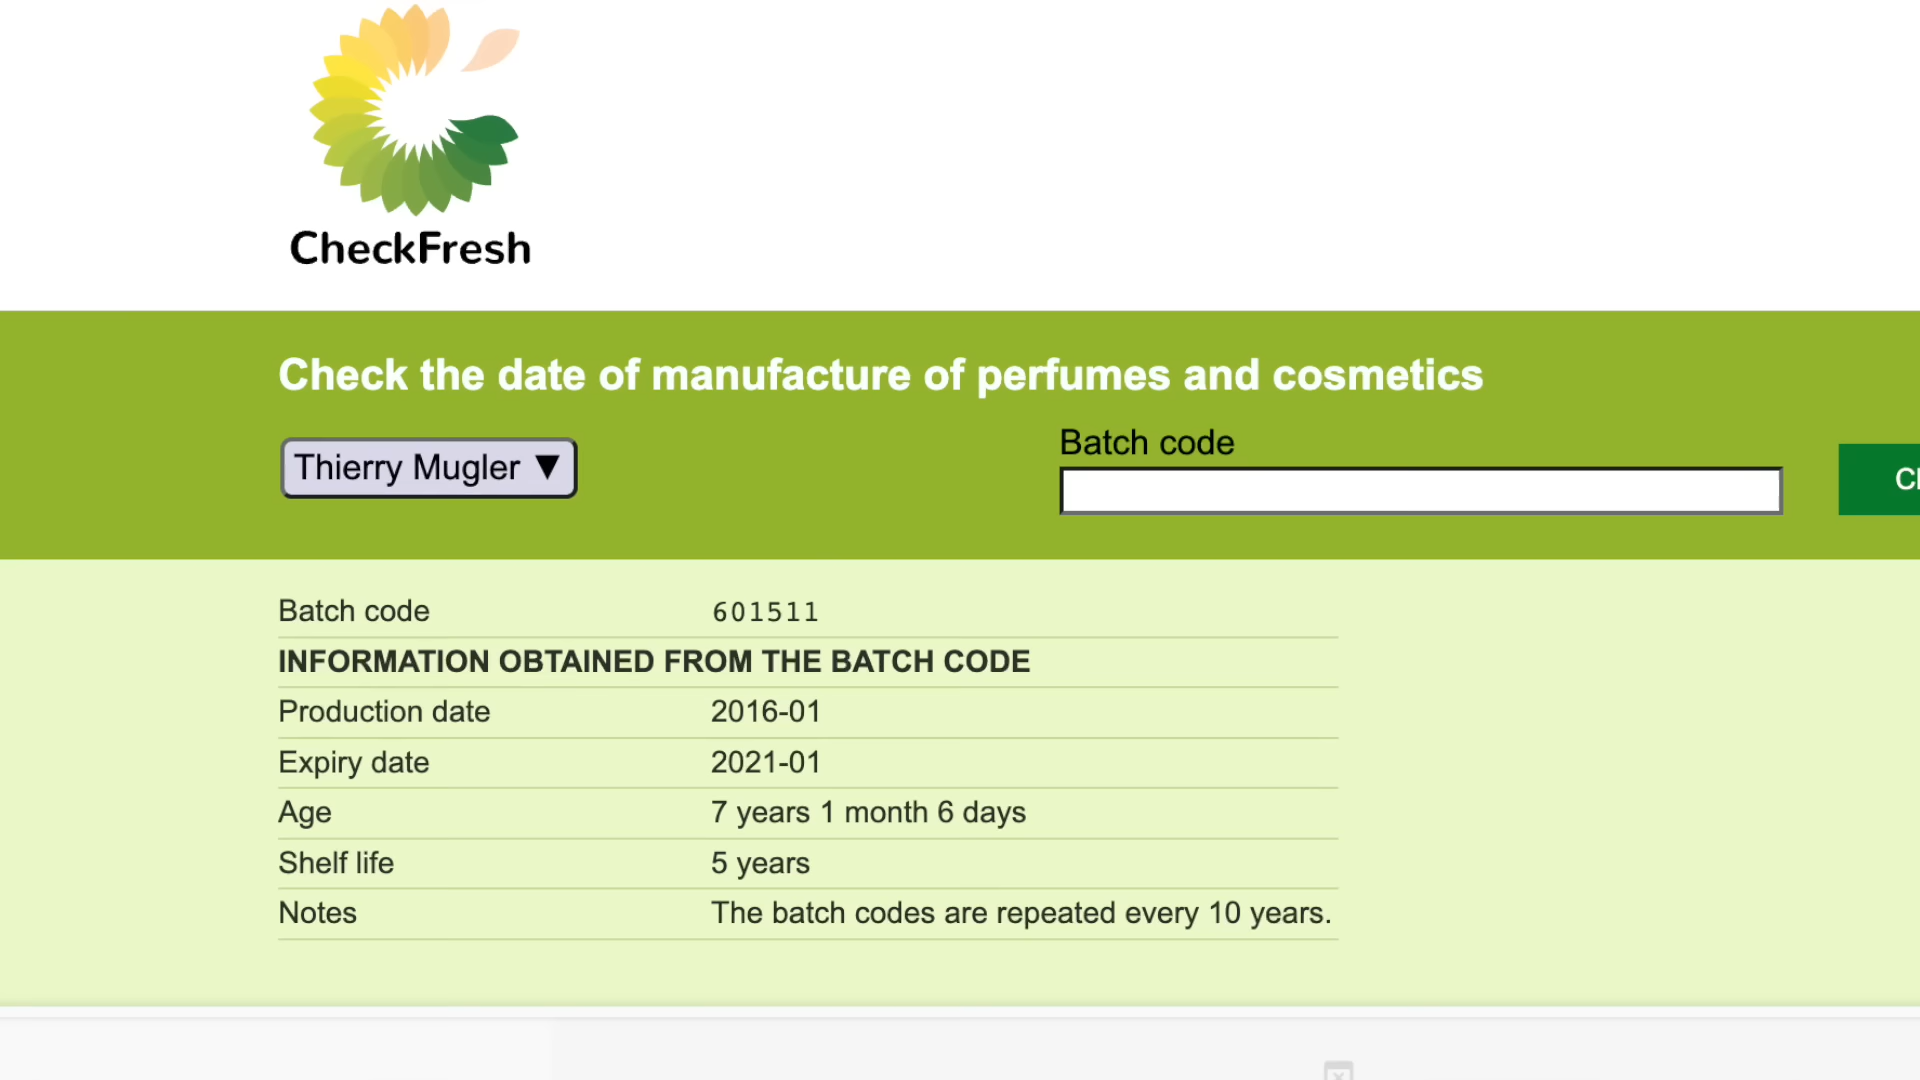 CheckFresh
Check the date of manufacture of perfumes and cosmetics
Thierry Mugler ▼
Batch code
Batch code 601511
INFORMATION OBTAINED FROM THE BATCH CODE
Production date 2016-01
Expiry date 2021-01
Age 7 years 1 month 6 days
Shelf life 5 years
Notes The batch codes are repeated every 10 years.